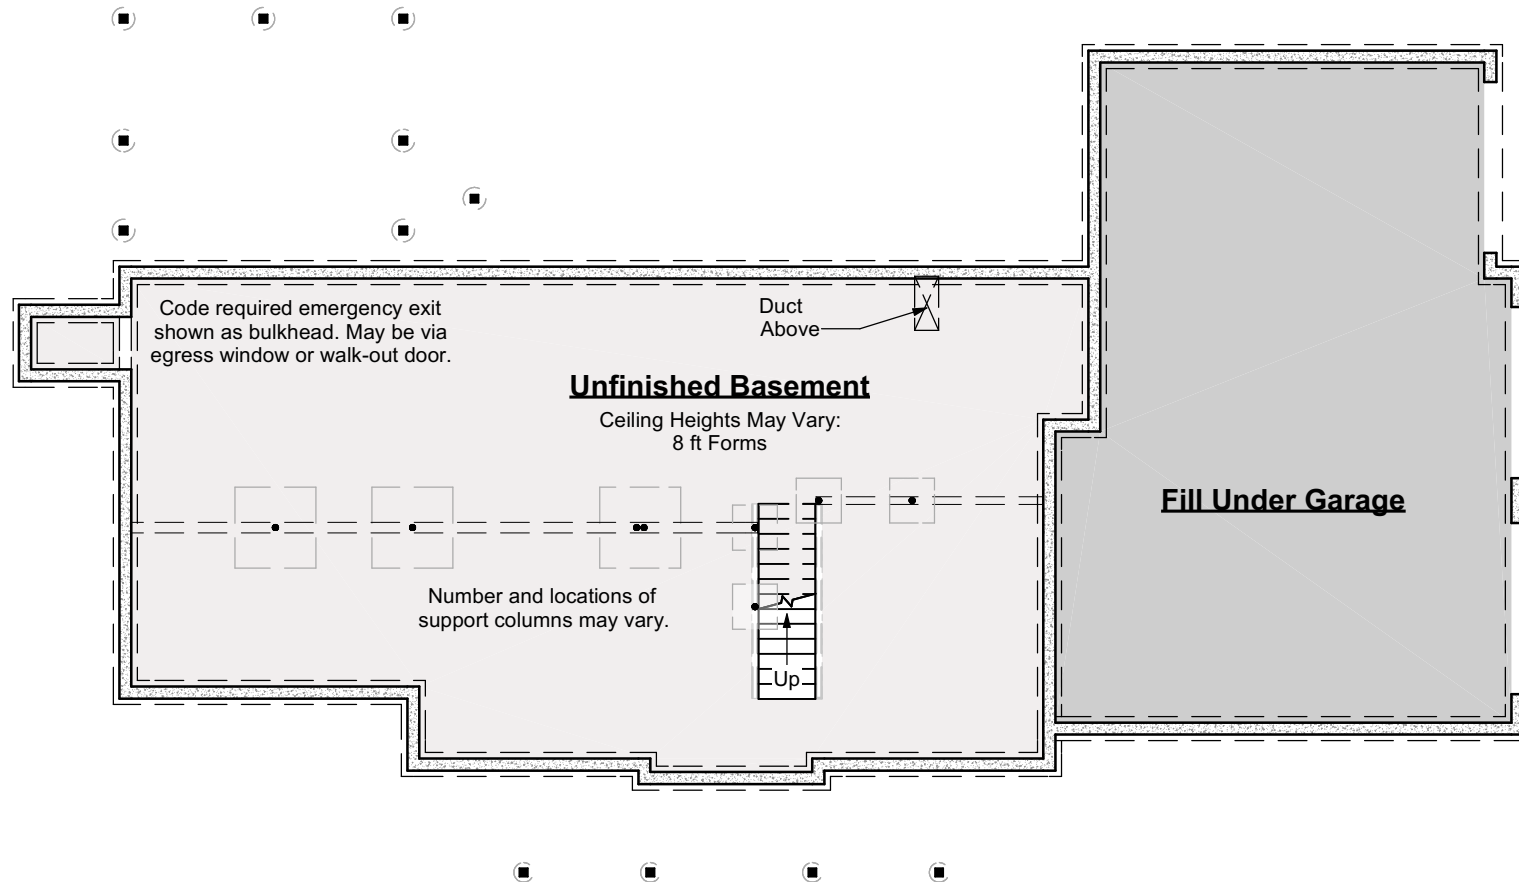 Code required emergency exit
shown as bulkhead. May be via
egress window or walk-out door.
Duct
Above
Unfinished Basement
Ceiling Heights May Vary:
8 ft Forms
Fill Under Garage
Number and locations of
support columns may vary.
Up